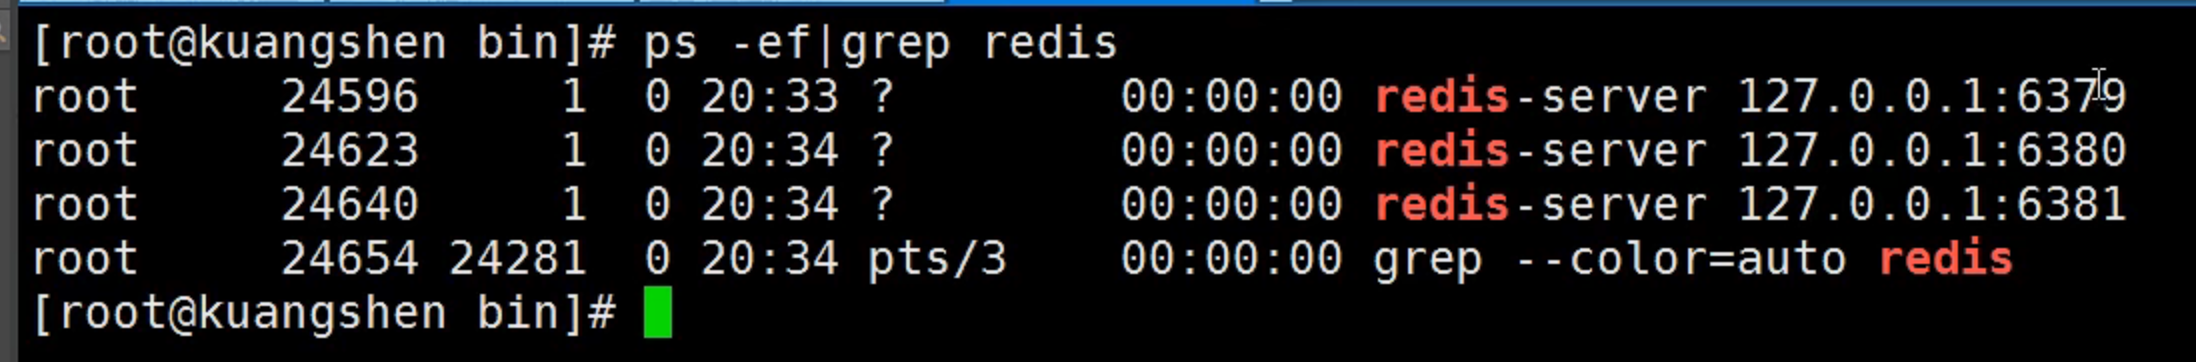 [root@kuangshen bin]# ps -ef|grep redis
root     24596     1  0 20:33 ?        00:00:00 redis-server 127.0.0.1:6379
root     24623     1  0 20:34 ?        00:00:00 redis-server 127.0.0.1:6380
root     24640     1  0 20:34 ?        00:00:00 redis-server 127.0.0.1:6381
root     24654 24281  0 20:34 pts/3    00:00:00 grep --color=auto redis
[root@kuangshen bin]#